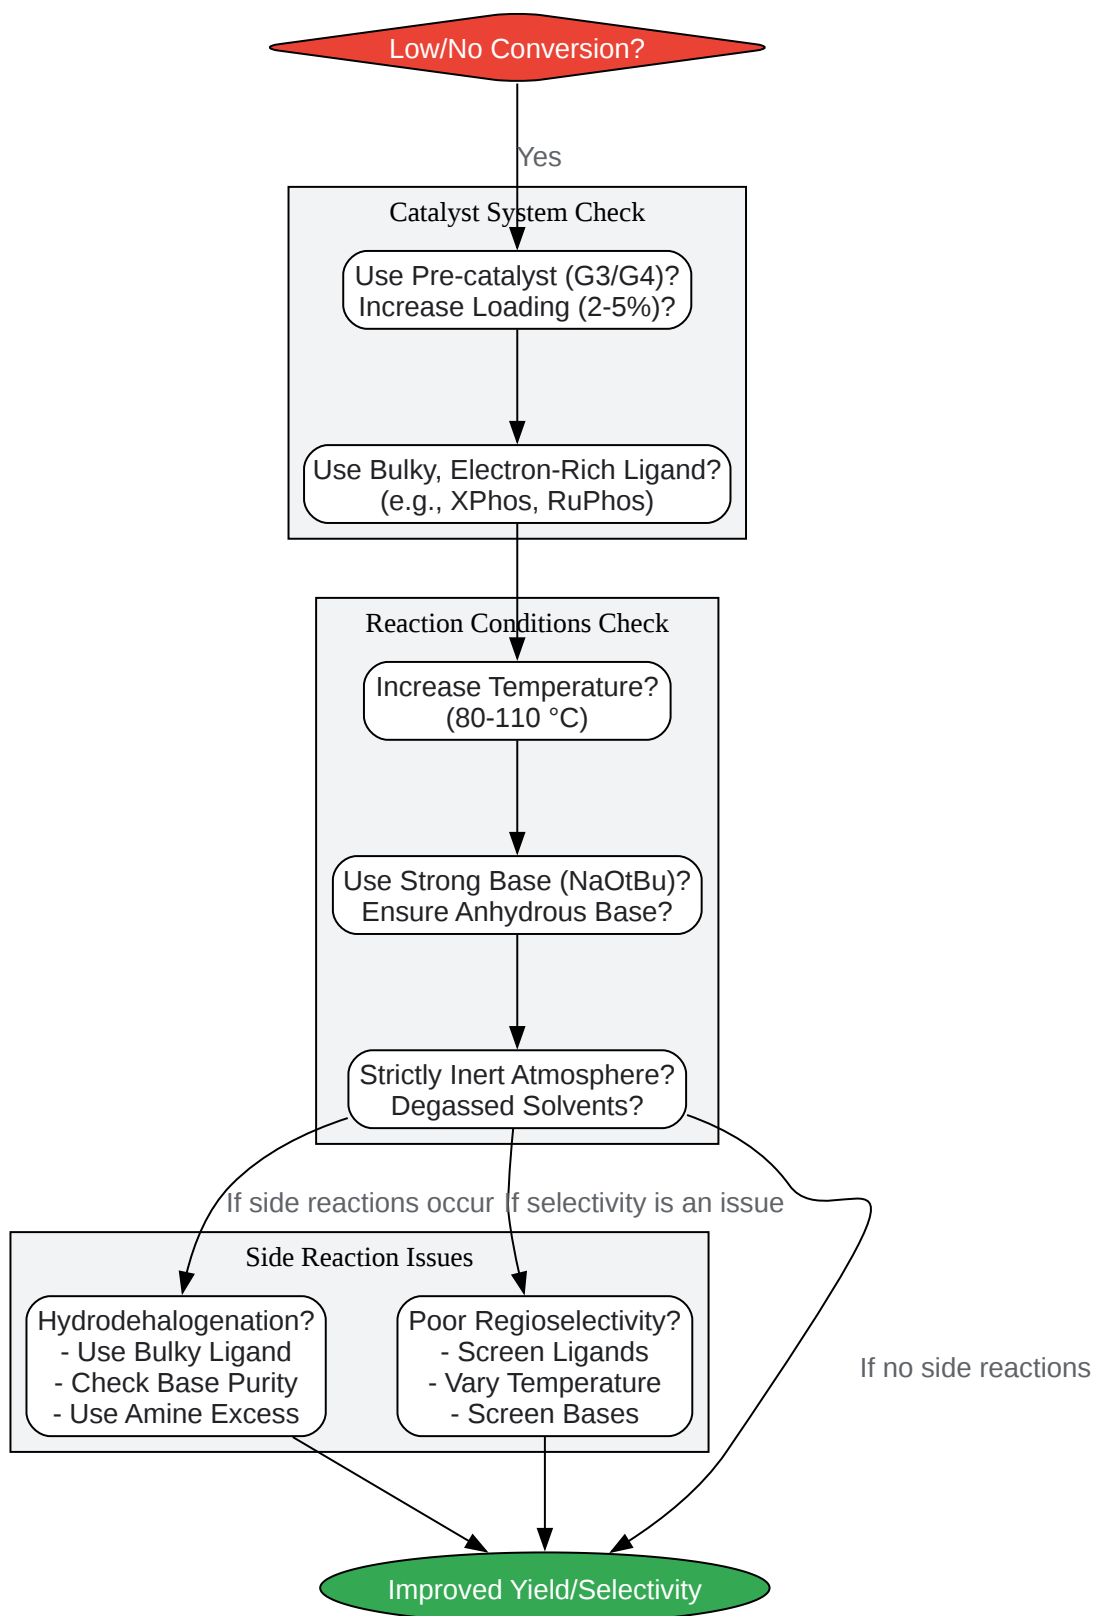 Low/No Conversion?
Yes
Catalyst System Check
Use Pre-catalyst (G3/G4)?
Increase Loading (2-5%)?
Use Bulky, Electron-Rich Ligand?
(e.g., XPhos, RuPhos)
Reaction Conditions Check
Increase Temperature?
(80-110 °C)
Use Strong Base (NaOtBu)?
Ensure Anhydrous Base?
Strictly Inert Atmosphere?
Degassed Solvents?
If side reactions occur
If selectivity is an issue
Side Reaction Issues
Hydrodehalogenation?
- Use Bulky Ligand
- Check Base Purity
- Use Amine Excess
Poor Regioselectivity?
- Screen Ligands
- Vary Temperature
- Screen Bases
If no side reactions
Improved Yield/Selectivity